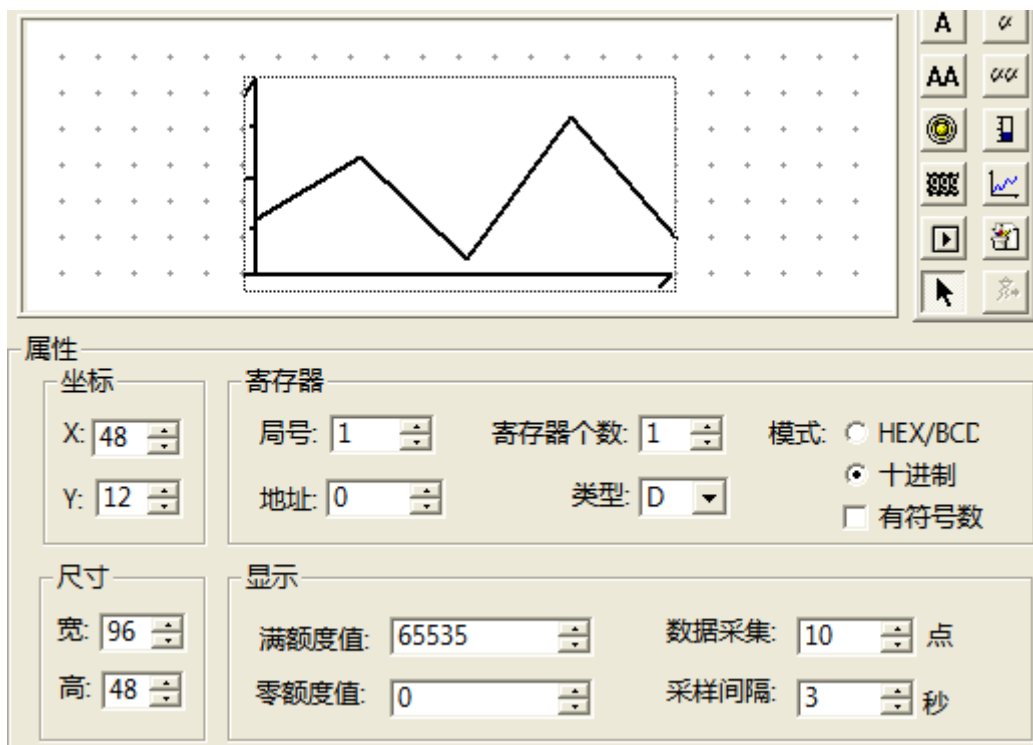 A
AA
属性
坐标
X: 48
Y: 12
寄存器
局号: 1
寄存器个数: 1
模式: HEX/BCD
十进制
有符号数
地址: 0
类型: D
尺寸
宽: 96
高: 48
显示
满额度值: 65535
数据采集: 10 点
零额度值: 0
采样间隔: 3 秒